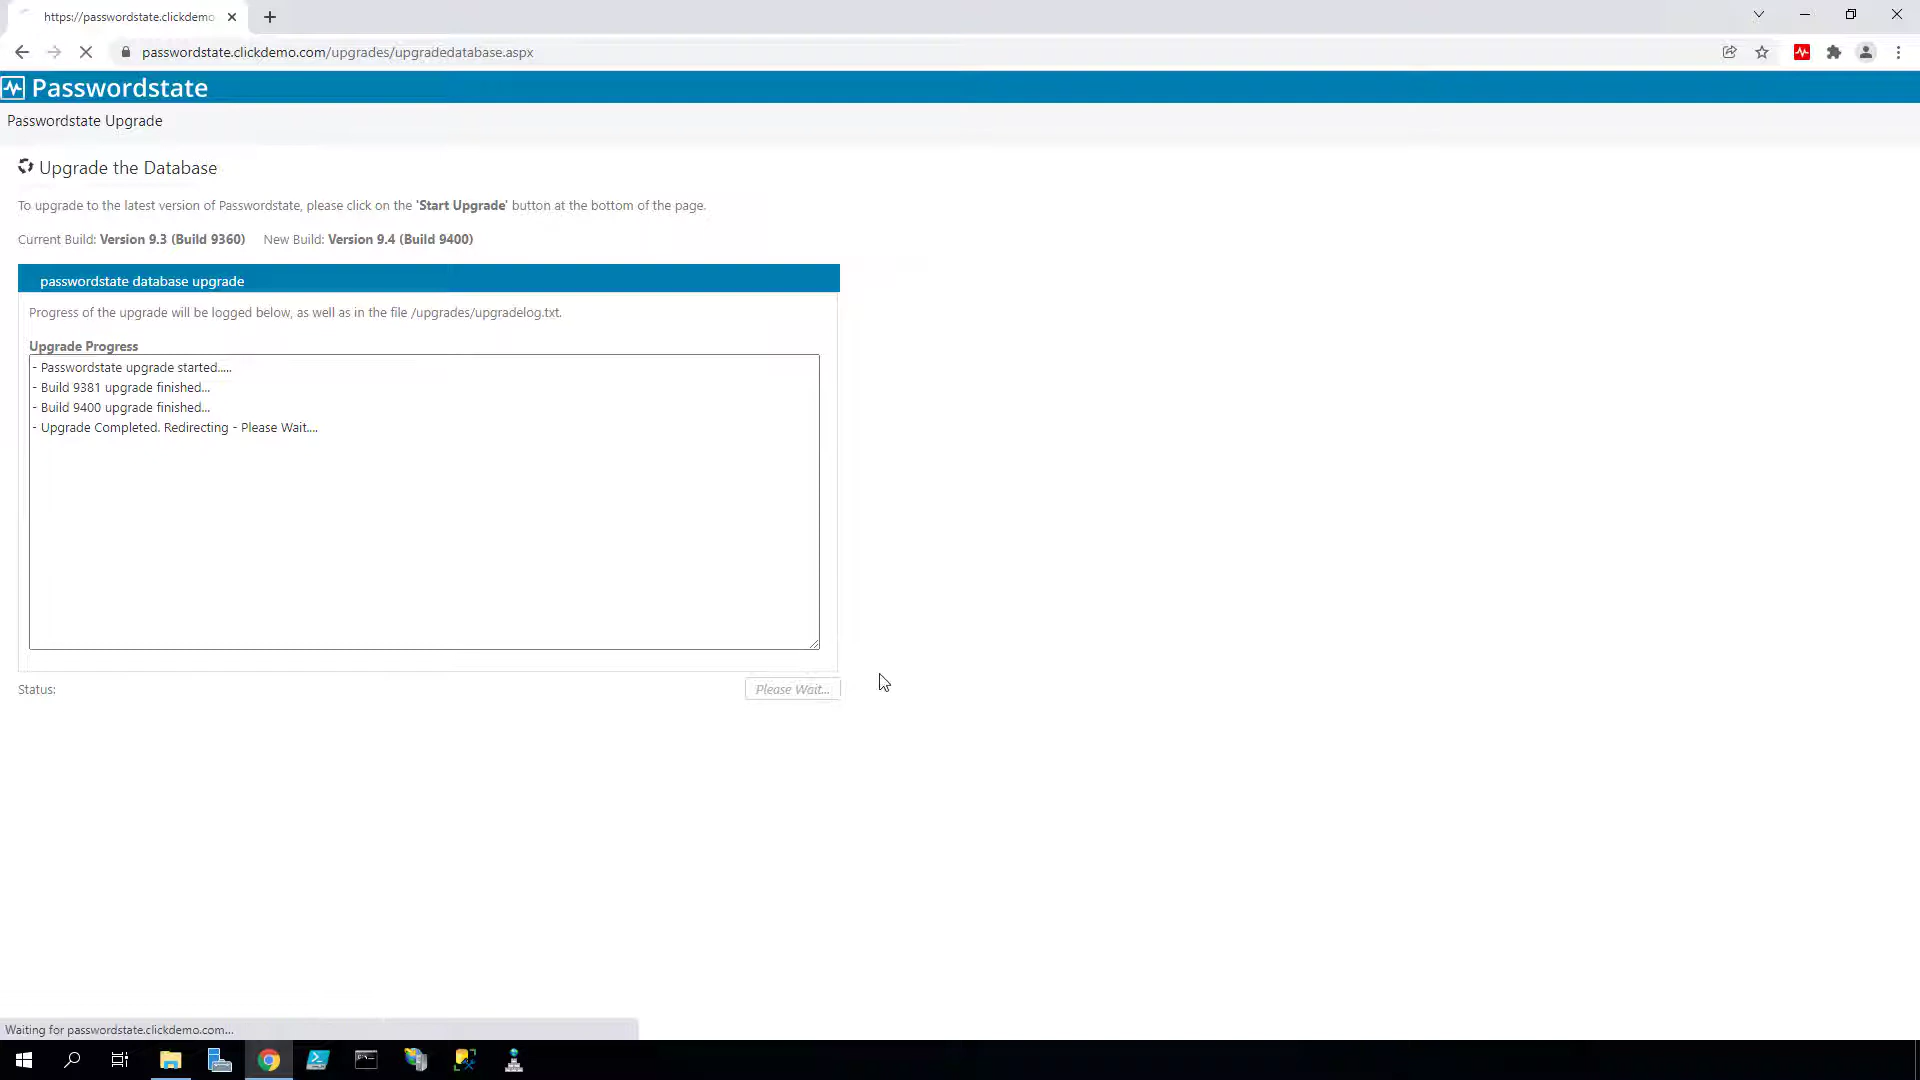 https://passwordstate.clickdemo
passwordstate.clickdemo.com/upgrades/upgradedatabase.aspx
Passwordstate
Passwordstate Upgrade
Upgrade the Database
To upgrade to the latest version of Passwordstate, please click on the 'Start Upgrade' button at the bottom of the page.
Current Build: Version 9.3 (Build 9360) New Build: Version 9.4 (Build 9400)
passwordstate database upgrade
Progress of the upgrade will be logged below, as well as in the file /upgrades/upgradelog.txt.
Upgrade Progress
- Passwordstate upgrade started.....
- Build 9381 upgrade finished...
- Build 9400 upgrade finished...
- Upgrade Completed. Redirecting - Please Wait....
Status: Please Wait...
Waiting for passwordstate.clickdemo.com...